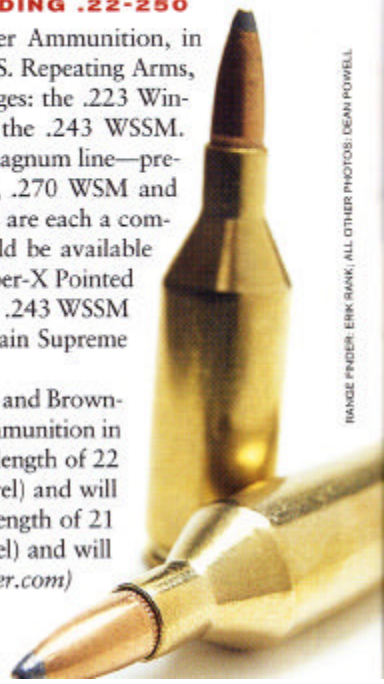 DING .22-250
er Ammunition, in
S. Repeating Arms,
ges: the .223 Win-
the .243 WSSM.
agnum line—pre-
.270 WSM and
are each a com-
ld be available
per-X Pointed
.243 WSSM
ain Supreme
and Brown-
mmunition in
length of 22
el) and will
ength of 21
el) and will
er.com)
RANGE FINDER: ERIK RANK; ALL OTHER PHOTOS: DEAN POWELL